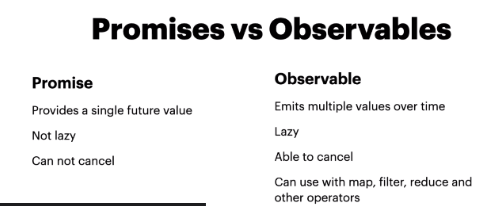 Promises vs Observables
Promise
Provides a single future value
Not lazy
Can not cancel
Observable
Emits multiple values over time
Lazy
Able to cancel
Can use with map, filter, reduce and
other operators